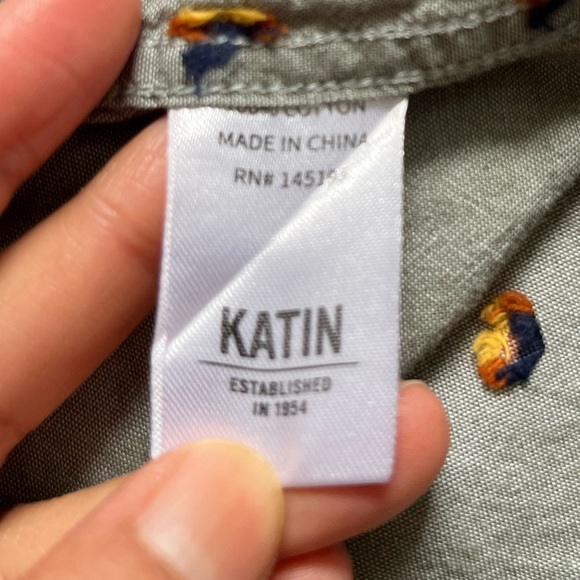 COTTON
MADE IN CHINA
RN#
KATIN
ESTABLISHED
IN 1954